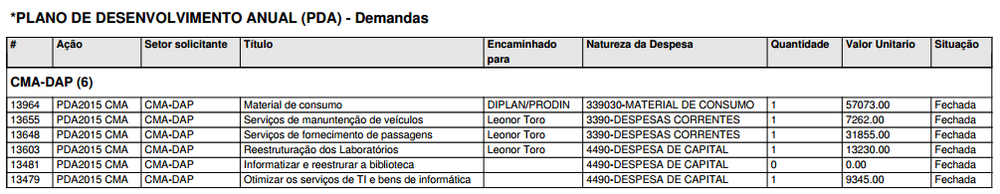 *PLANO DE DESENVOLVIMENTO ANUAL (PDA) - Demandas
# Ação Setor solicitante Título Encaminhado para Natureza da Despesa Quantidade Valor Unitario Situação
CMA-DAP (6)
13964 PDA2015 CMA CMA-DAP Material de consumo DIPLAN/PRODIN 339030-MATERIAL DE CONSUMO 1 57073.00 Fechada
13655 PDA2015 CMA CMA-DAP Serviços de manuntenção de veículos Leonor Toro 3390-DESPESAS CORRENTES 1 7262.00 Fechada
13648 PDA2015 CMA CMA-DAP Serviços de fornecimento de passagens Leonor Toro 3390-DESPESAS CORRENTES 1 31855.00 Fechada
13603 PDA2015 CMA CMA-DAP Reestruturação dos Laboratórios Leonor Toro 4490-DESPESA DE CAPITAL 1 13230.00 Fechada
13481 PDA2015 CMA CMA-DAP Informatizar e reestrurar a biblioteca 4490-DESPESA DE CAPITAL 0 0.00 Fechada
13479 PDA2015 CMA CMA-DAP Otimizar os serviços de TI e bens de informática 4490-DESPESA DE CAPITAL 1 9345.00 Fechada